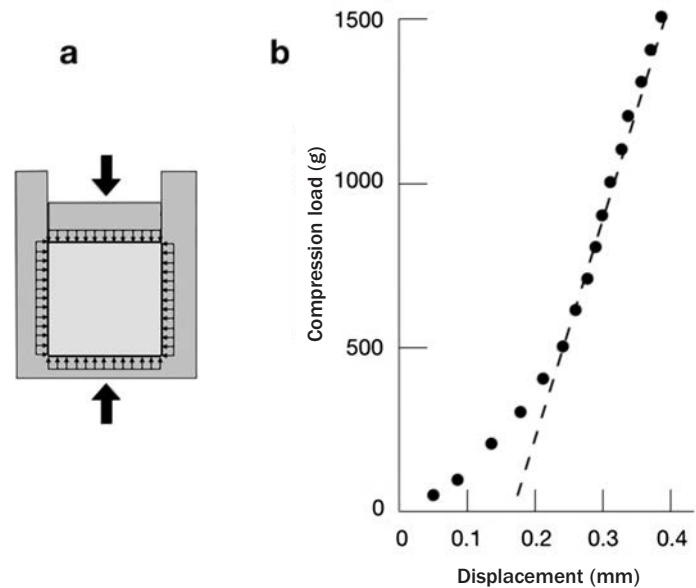 a
b
1500
1000
500
0
Compression load (g)
0 0.1 0.2 0.3 0.4
Displacement (mm)